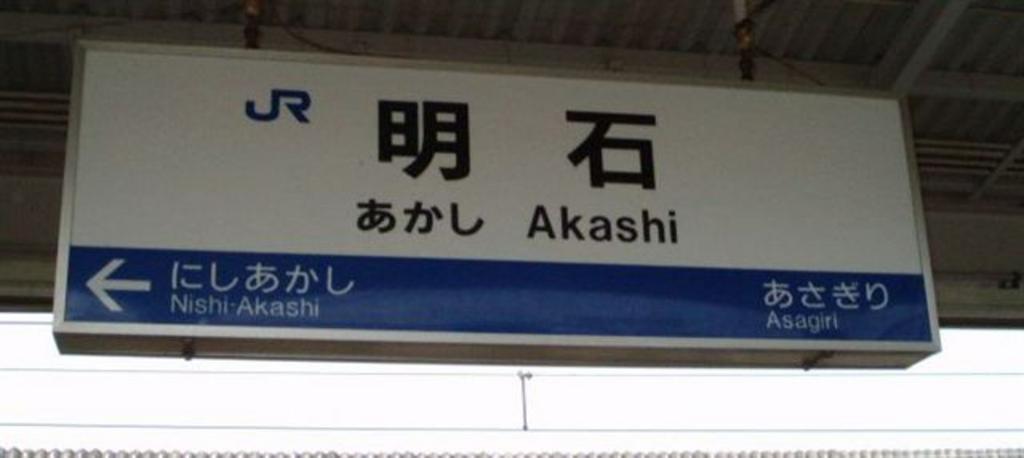 JR 明石
あかし Akashi
← にしあかし あさぎり
Nishi-Akashi Asagiri